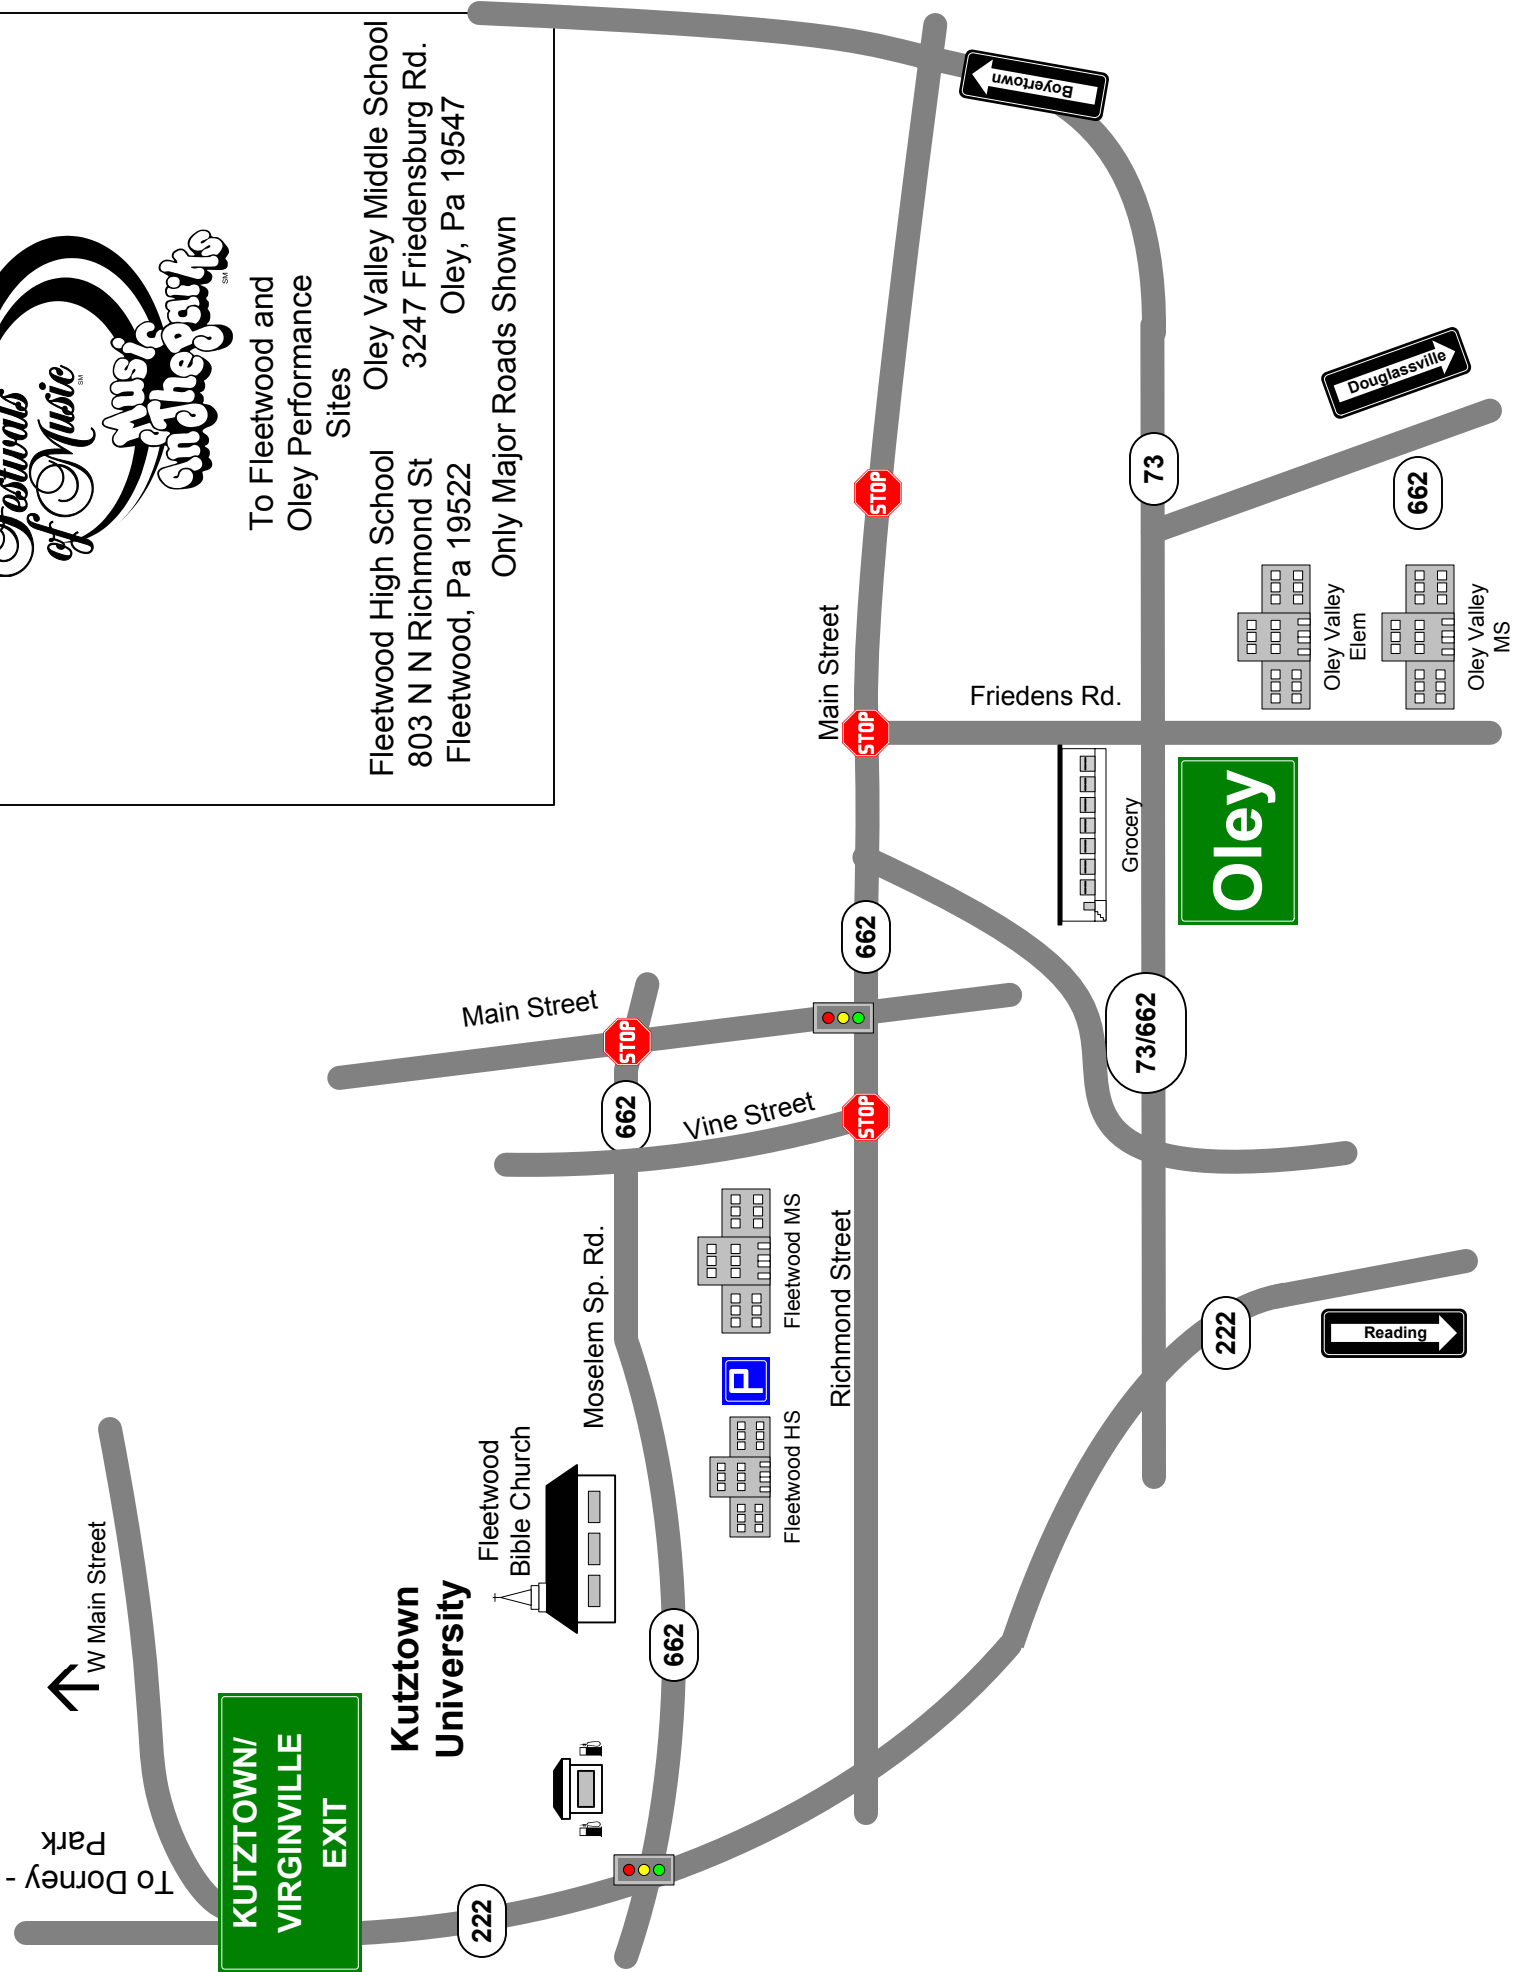 Festivals
of Music
SM
Music
in the Parks
SM
To Fleetwood and
Oley Performance
Sites
Fleetwood High School
803 N N Richmond St
Fleetwood, Pa 19522
Oley Valley Middle School
3247 Friedensburg Rd.
Oley, Pa 19547
Only Major Roads Shown
To Dorney -
Park
W Main Street
KUTZTOWN/
VIRGINVILLE
EXIT
Kutztown
University
222
Fleetwood
Bible Church
662
Moselem Sp. Rd.
662
Main Street
STOP
Vine Street
Fleetwood HS
P
Fleetwood MS
Richmond Street
STOP
662
Main Street
STOP
STOP
Boyertown
Friedens Rd.
Grocery
73/662
73
Oley
Oley Valley
Elem
Oley Valley
MS
662
Douglassville
222
Reading